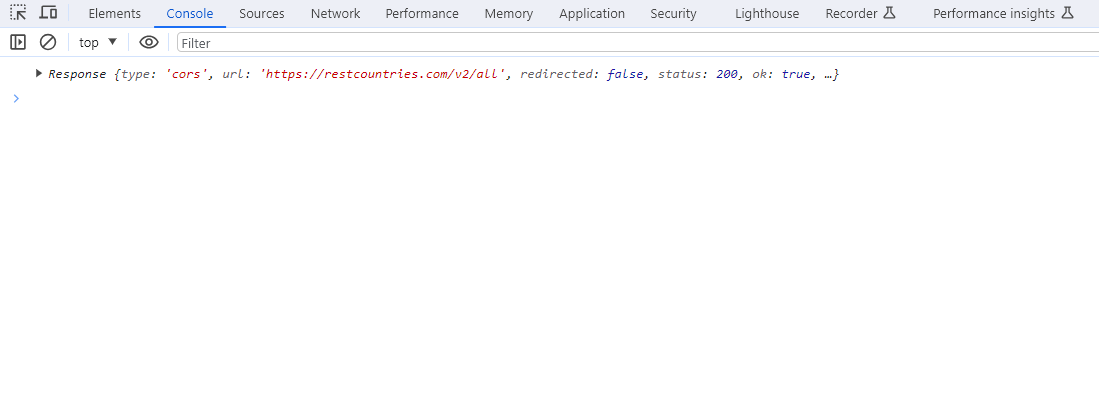 Elements Console Sources Network Performance Memory Application Security Lighthouse Recorder Performance insights
top Filter
Response {type: 'cors', url: 'https://restcountries.com/v2/all', redirected: false, status: 200, ok: true, …}